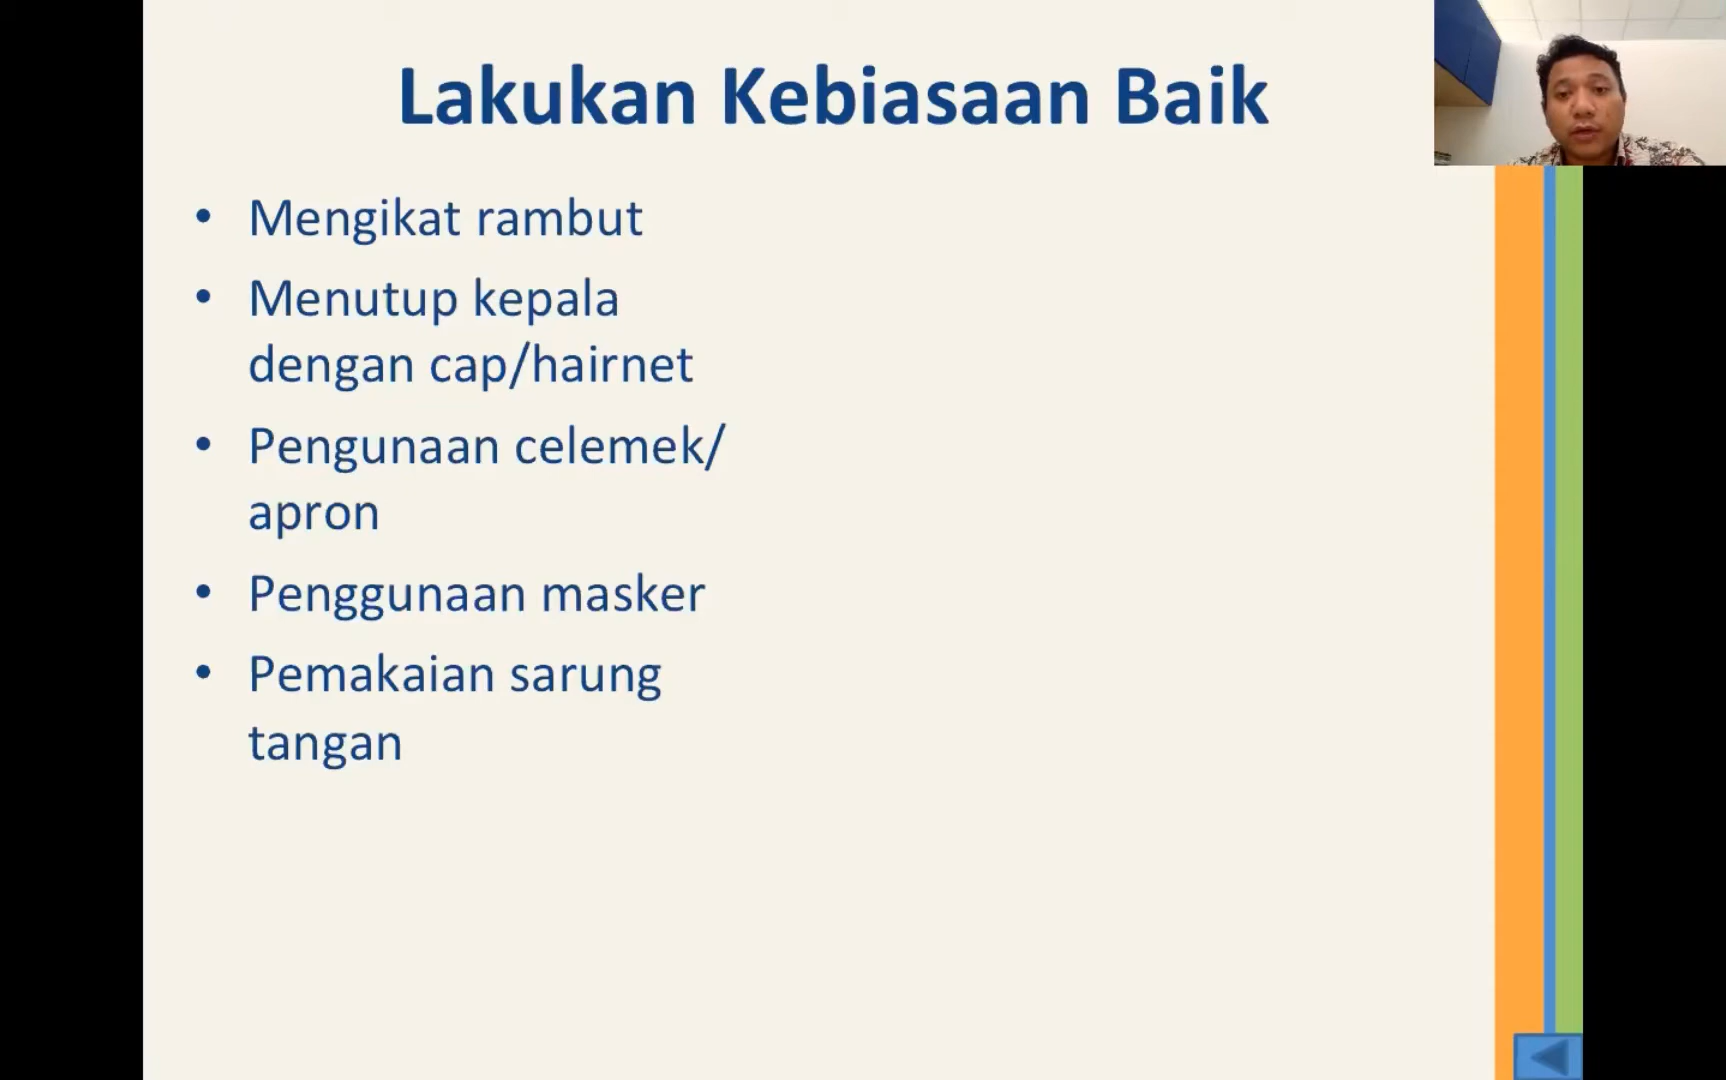 Lakukan Kebiasaan Baik
• Mengikat rambut
• Menutup kepala
dengan cap/hairnet
• Pengunaan celemek/
apron
• Penggunaan masker
• Pemakaian sarung
tangan